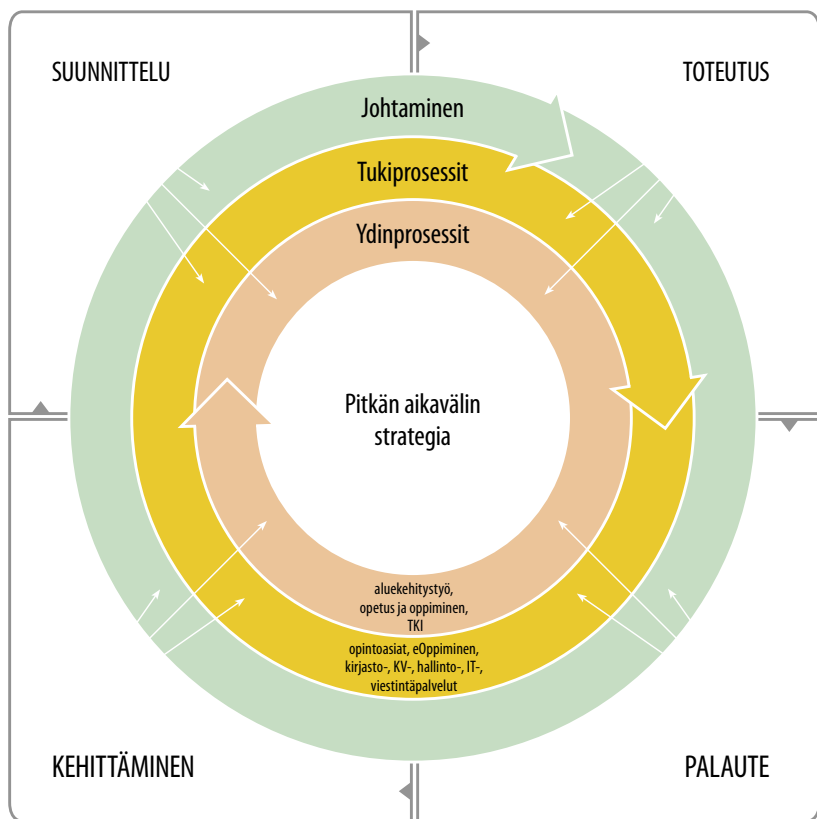 SUUNNITTELU
TOTEUTUS
Johtaminen
Tukiprosessit
Ydinprosessit
Pitkän aikavälin
strategia
aluekehitystyö,
opetus ja oppiminen,
TKI
opintoasiat, eOppiminen,
kirjasto-, KV-, hallinto-, IT-,
viestintäpalvelut
KEHITTÄMINEN
PALAUTE